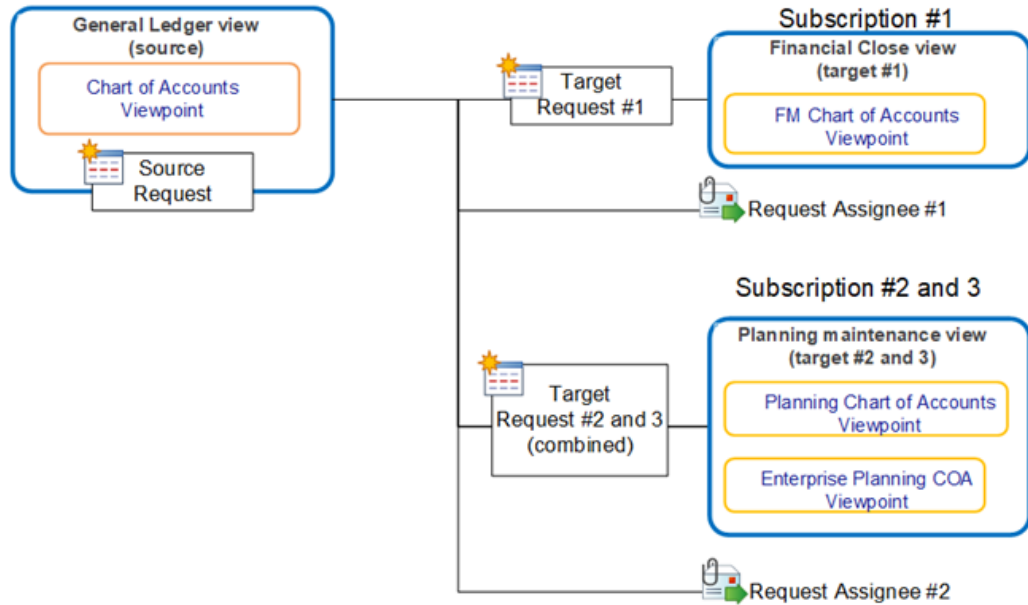 General Ledger view
(source)
Chart of Accounts
Viewpoint
Source
Request
Target
Request #1
Subscription #1
Financial Close view
(target #1)
FM Chart of Accounts
Viewpoint
Request Assignee #1
Subscription #2 and 3
Target
Request #2 and 3
(combined)
Planning maintenance view
(target #2 and 3)
Planning Chart of Accounts
Viewpoint
Enterprise Planning COA
Viewpoint
Request Assignee #2